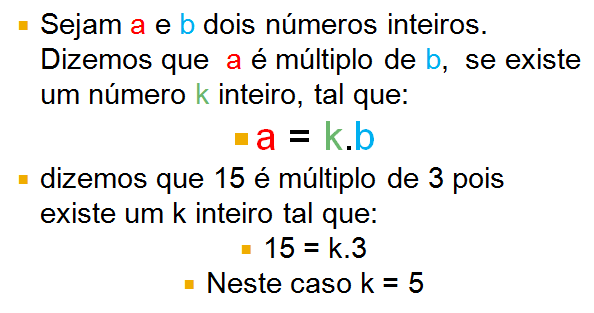 ▪ Sejam a e b dois números inteiros.
Dizemos que a é múltiplo de b, se existe
um número k inteiro, tal que:
▪ a = k.b
▪ dizemos que 15 é múltiplo de 3 pois
existe um k inteiro tal que:
▪ 15 = k.3
▪ Neste caso k = 5